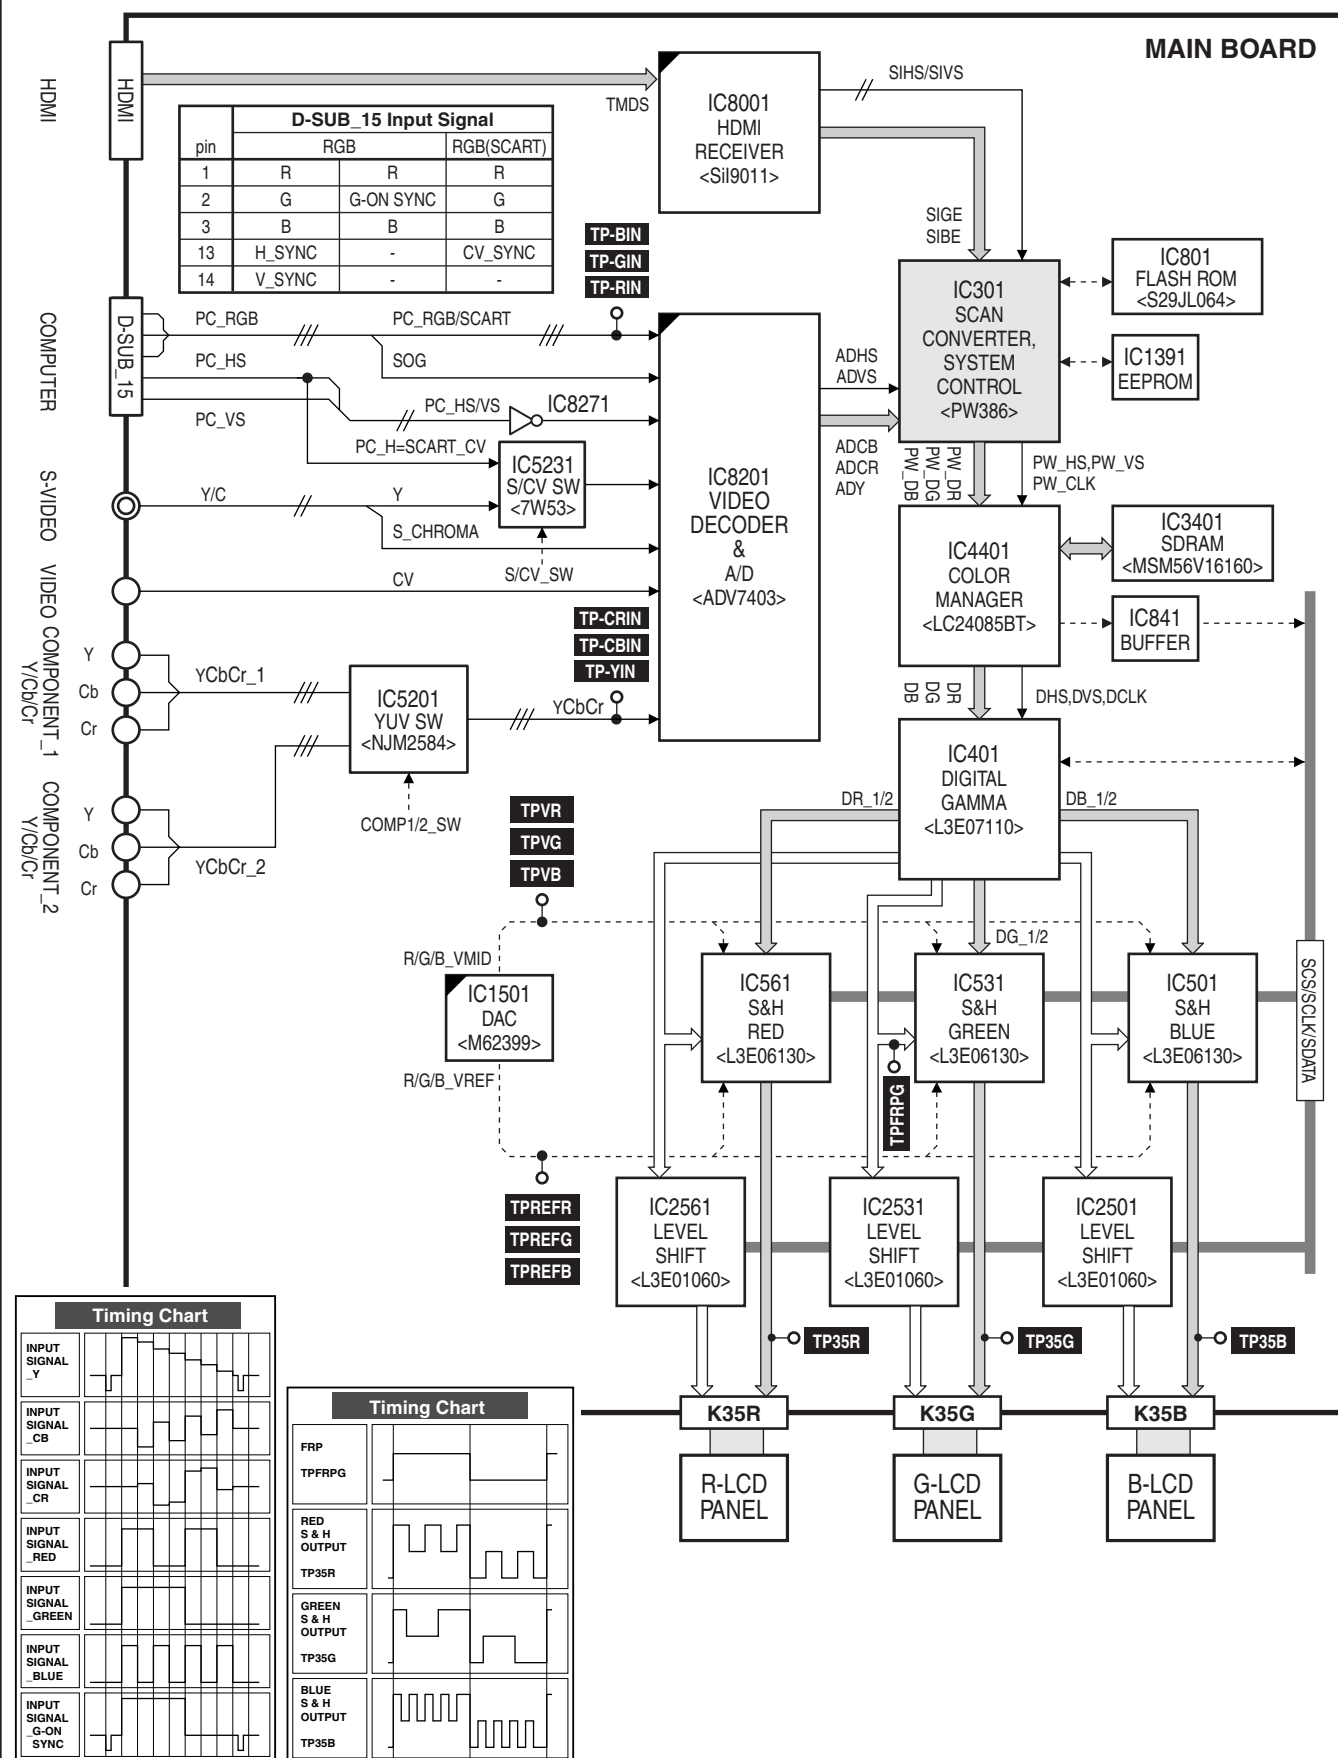 MAIN BOARD
HDMI
HDMI
TMDS
IC8001
HDMI
RECEIVER
<SiI9011>
SIHS/SIVS
SIGE
SIBE
D-SUB_15 Input Signal
pin RGB RGB(SCART)
1 R R R
2 G G-ON SYNC G
3 B B B
13 H_SYNC - CV_SYNC
14 V_SYNC - -
TP-BIN
TP-GIN
TP-RIN
IC301
SCAN
CONVERTER,
SYSTEM
CONTROL
<PW386>
IC801
FLASH ROM
<S29JL064>
IC1391
EEPROM
COMPUTER
D-SUB_15
PC_RGB
PC_RGB/SCART
SOG
PC_HS
PC_VS
PC_HS/VS
IC8271
PC_H=SCART_CV
IC5231
S/CV SW
<7W53>
S/CV_SW
S-VIDEO
Y/C
Y
S_CHROMA
VIDEO
CV
IC8201
VIDEO
DECODER
&
A/D
<ADV7403>
ADHS
ADVS
ADCB
ADCR
ADY
PW_DB
PW_DG
PW_DR
PW_HS,PW_VS
PW_CLK
IC4401
COLOR
MANAGER
<LC24085BT>
IC3401
SDRAM
<MSM56V16160>
IC841
BUFFER
TP-CRIN
TP-CBIN
TP-YIN
COMPONENT_1
Y/Cb/Cr
Y
Cb
Cr
YCbCr_1
IC5201
YUV SW
<NJM2584>
YCbCr
COMP1/2_SW
COMPONENT_2
Y/Cb/Cr
Y
Cb
Cr
YCbCr_2
DB
DG
DR
DHS,DVS,DCLK
IC401
DIGITAL
GAMMA
<L3E07110>
DR_1/2
DB_1/2
DG_1/2
TPVR
TPVG
TPVB
R/G/B_VMID
IC1501
DAC
<M62399>
R/G/B_VREF
IC561
S&H
RED
<L3E06130>
IC531
S&H
GREEN
<L3E06130>
IC501
S&H
BLUE
<L3E06130>
SCS/SCLK/SDATA
TPFRPG
TPREFR
TPREFG
TPREFB
IC2561
LEVEL
SHIFT
<L3E01060>
IC2531
LEVEL
SHIFT
<L3E01060>
IC2501
LEVEL
SHIFT
<L3E01060>
TP35R
TP35G
TP35B
K35R
K35G
K35B
R-LCD
PANEL
G-LCD
PANEL
B-LCD
PANEL
Timing Chart
INPUT
SIGNAL
_Y
INPUT
SIGNAL
_CB
INPUT
SIGNAL
_CR
INPUT
SIGNAL
_RED
INPUT
SIGNAL
_GREEN
INPUT
SIGNAL
_BLUE
INPUT
SIGNAL
_G-ON
SYNC
Timing Chart
FRP
TPFRPG
RED
S & H
OUTPUT
TP35R
GREEN
S & H
OUTPUT
TP35G
BLUE
S & H
OUTPUT
TP35B